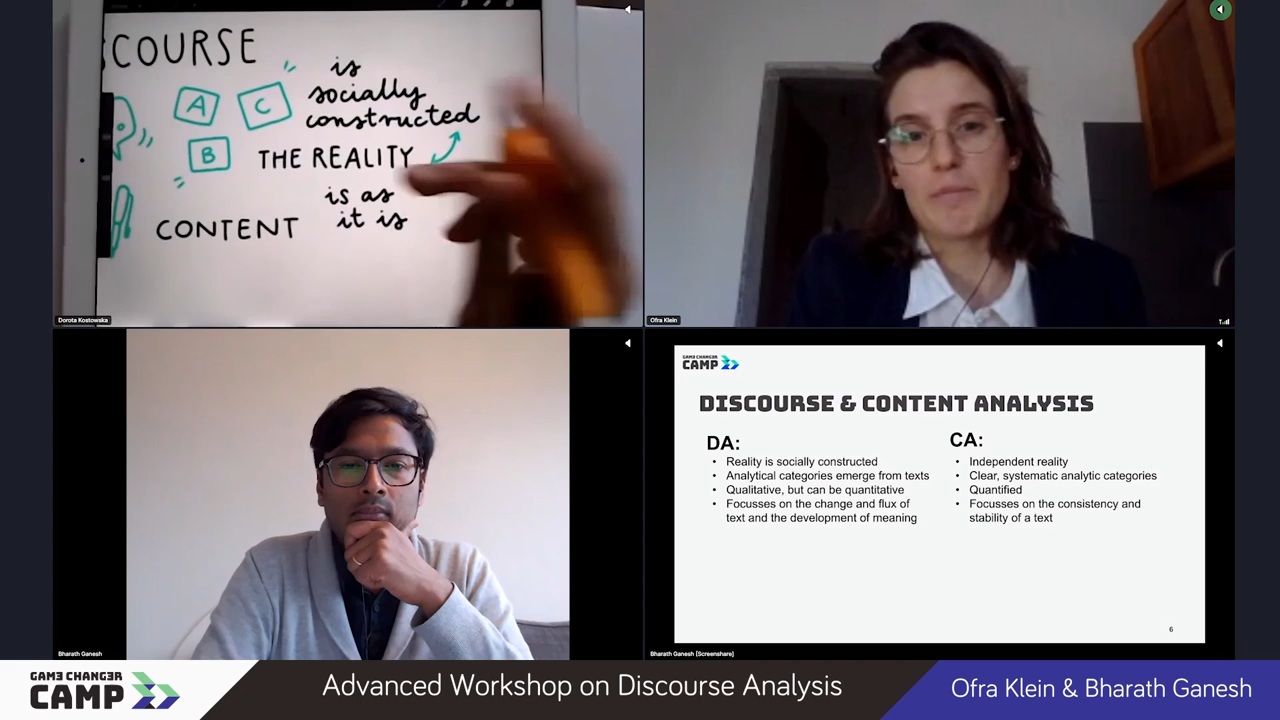 COURSE
is
socially
constructed
A
C
B
THE REALITY
is as
it is
CONTENT
Dorota Kostowska
Ofra Klein
Bharath Ganesh
GAME CHANGER
CAMP
DISCOURSE & CONTENT ANALYSIS
DA:
• Reality is socially constructed
• Analytical categories emerge from texts
• Qualitative, but can be quantitative
• Focusses on the change and flux of
text and the development of meaning
CA:
• Independent reality
• Clear, systematic analytic categories
• Quantified
• Focusses on the consistency and
stability of a text
6
Bharath Ganesh [Screenshare]
GAME CHANGER
CAMP
Advanced Workshop on Discourse Analysis
Ofra Klein & Bharath Ganesh